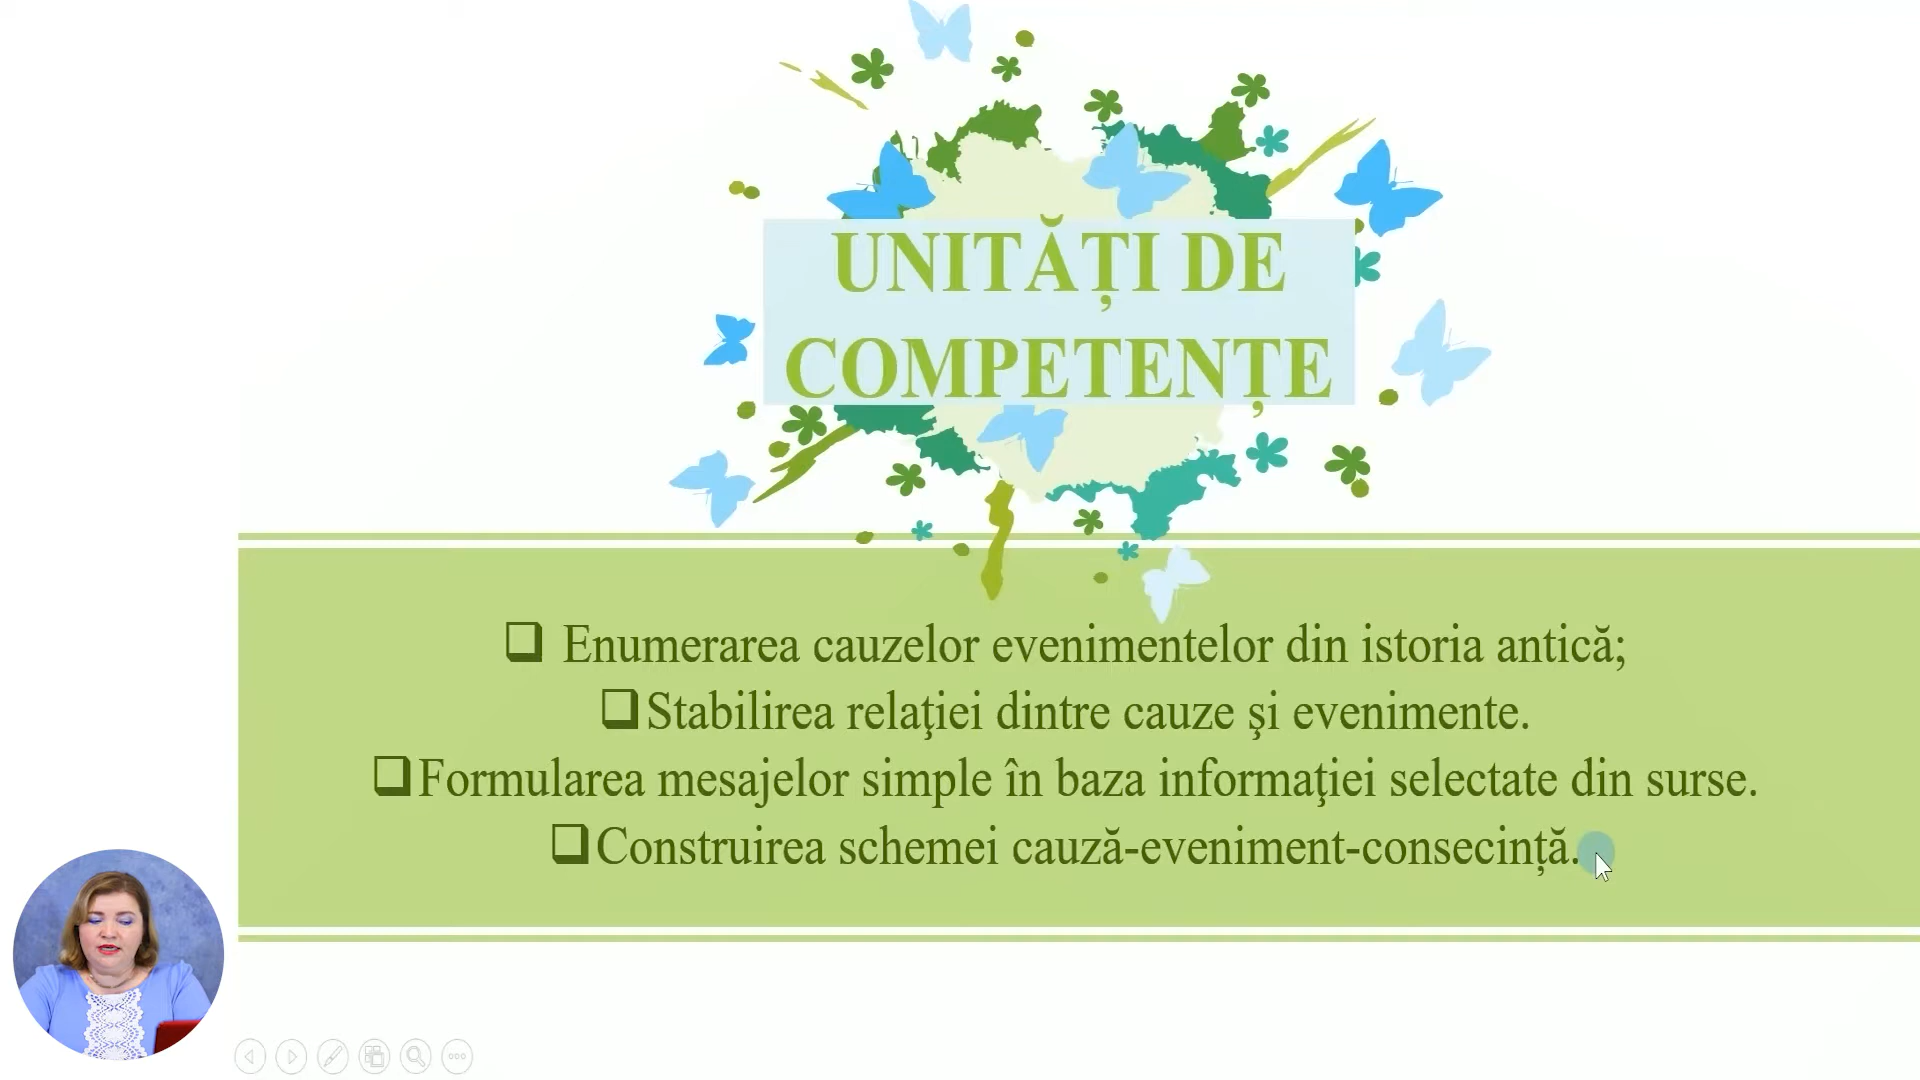 UNITĂȚI DE
COMPETENȚE
Enumerarea cauzelor evenimentelor din istoria antică;
Stabilirea relaţiei dintre cauze şi evenimente.
Formularea mesajelor simple în baza informaţiei selectate din surse.
Construirea schemei cauză-eveniment-consecință.